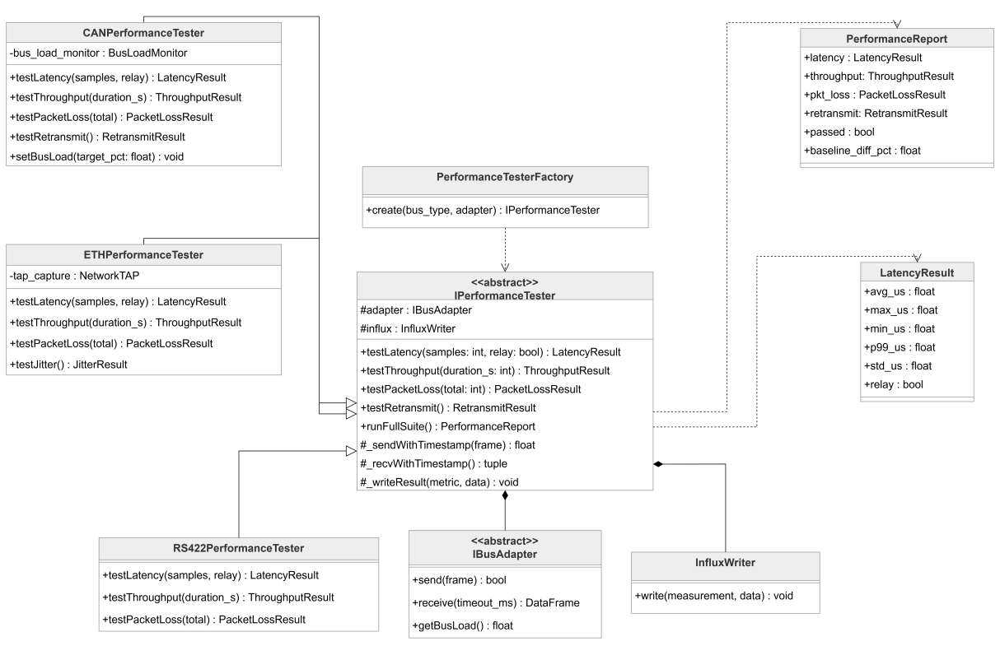 CANPerformanceTester
-bus_load_monitor : BusLoadMonitor
+testLatency(samples, relay) : LatencyResult
+testThroughput(duration_s) : ThroughputResult
+testPacketLoss(total) : PacketLossResult
+testRetransmit() : RetransmitResult
+setBusLoad(target_pct: float) : void
PerformanceReport
+latency : LatencyResult
+throughput: ThroughputResult
+pkt_loss : PacketLossResult
+retransmit: RetransmitResult
+passed : bool
+baseline_diff_pct : float
PerformanceTesterFactory
+create(bus_type, adapter) : IPerformanceTester
ETHPerformanceTester
-tap_capture : NetworkTAP
+testLatency(samples, relay) : LatencyResult
+testThroughput(duration_s) : ThroughputResult
+testPacketLoss(total) : PacketLossResult
+testJitter() : JitterResult
<<abstract>>
IPerformanceTester
#adapter : IBusAdapter
#influx : InfluxWriter
+testLatency(samples: int, relay: bool) : LatencyResult
+testThroughput(duration_s: int) : ThroughputResult
+testPacketLoss(total: int) : PacketLossResult
+testRetransmit() : RetransmitResult
+runFullSuite() : PerformanceReport
#_sendWithTimestamp(frame) : float
#_recvWithTimestamp() : tuple
#_writeResult(metric, data) : void
LatencyResult
+avg_us : float
+max_us : float
+min_us : float
+p99_us : float
+std_us : float
+relay : bool
RS422PerformanceTester
+testLatency(samples, relay) : LatencyResult
+testThroughput(duration_s) : ThroughputResult
+testPacketLoss(total) : PacketLossResult
<<abstract>>
IBusAdapter
+send(frame) : bool
+receive(timeout_ms) : DataFrame
+getBusLoad() : float
InfluxWriter
+write(measurement, data) : void